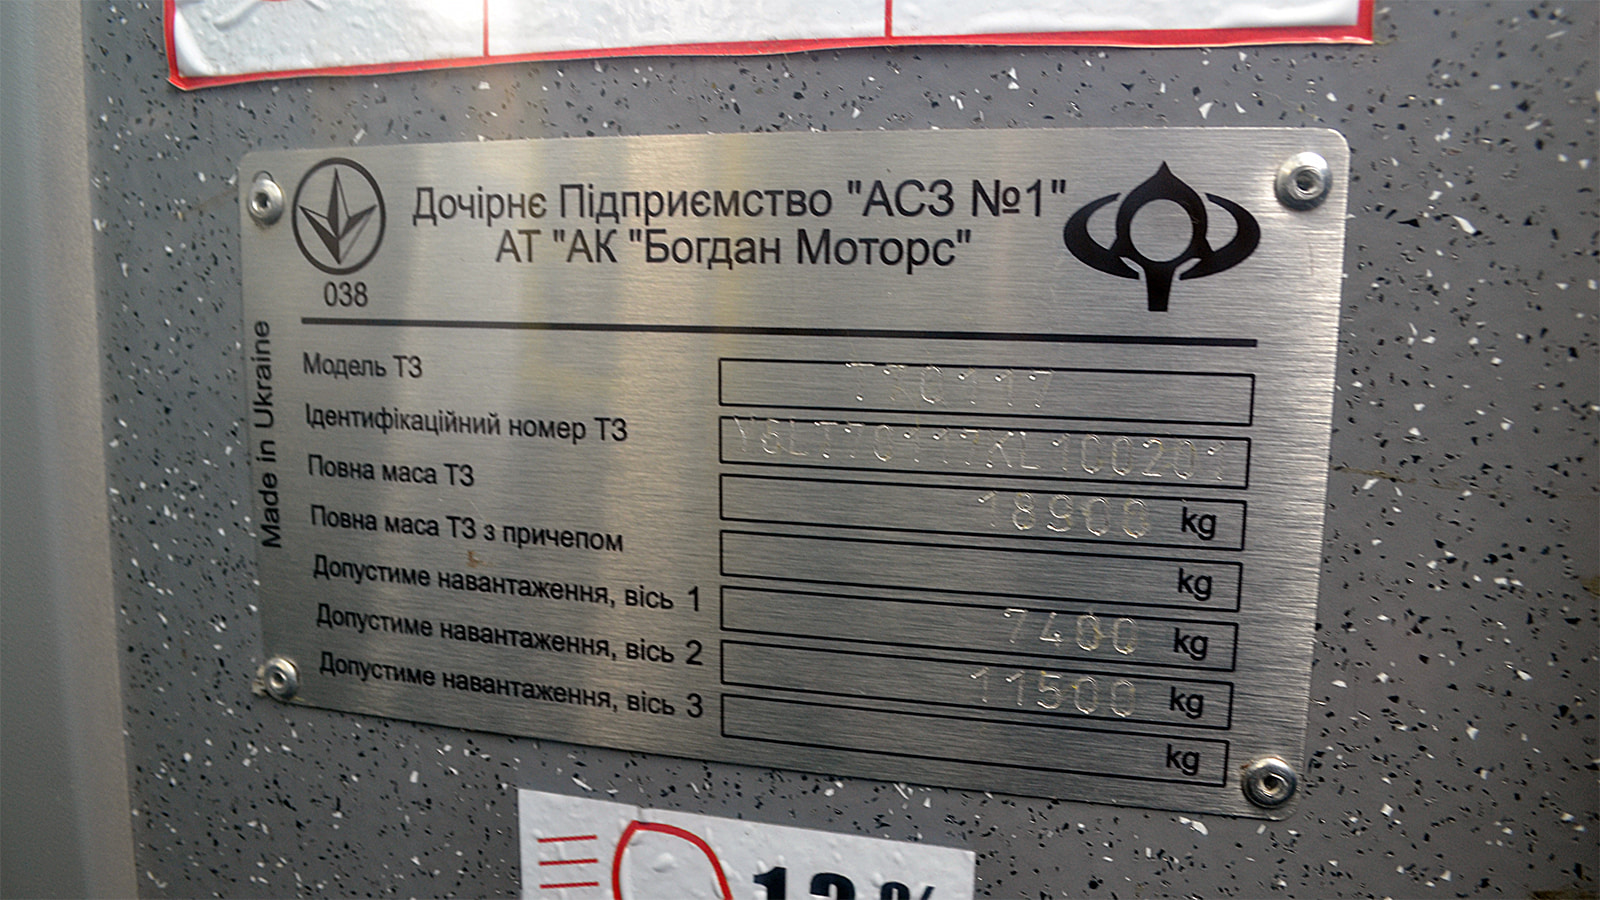 Дочірнє Підприємство "АСЗ №1"
АТ "АК "Богдан Моторс"
038
Made in Ukraine
Модель ТЗ
Ідентифікаційний номер ТЗ
Повна маса ТЗ 18900 kg
Повна маса ТЗ з причепом kg
Допустиме навантаження, вісь 1 7400 kg
Допустиме навантаження, вісь 2 11500 kg
Допустиме навантаження, вісь 3 kg